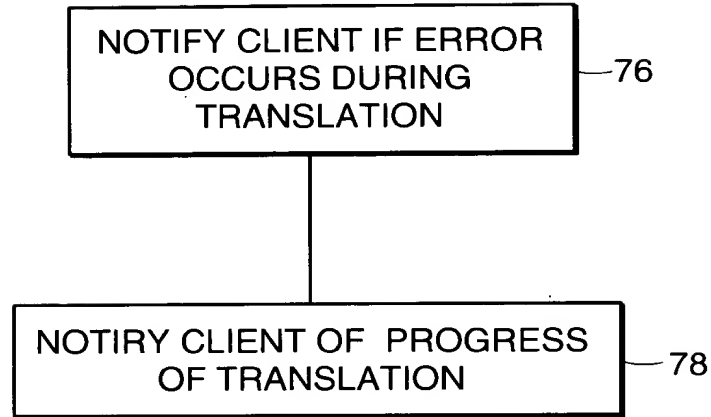 NOTIFY CLIENT IF ERROR
OCCURS DURING
TRANSLATION
76
NOTIRY CLIENT OF PROGRESS
OF TRANSLATION
78